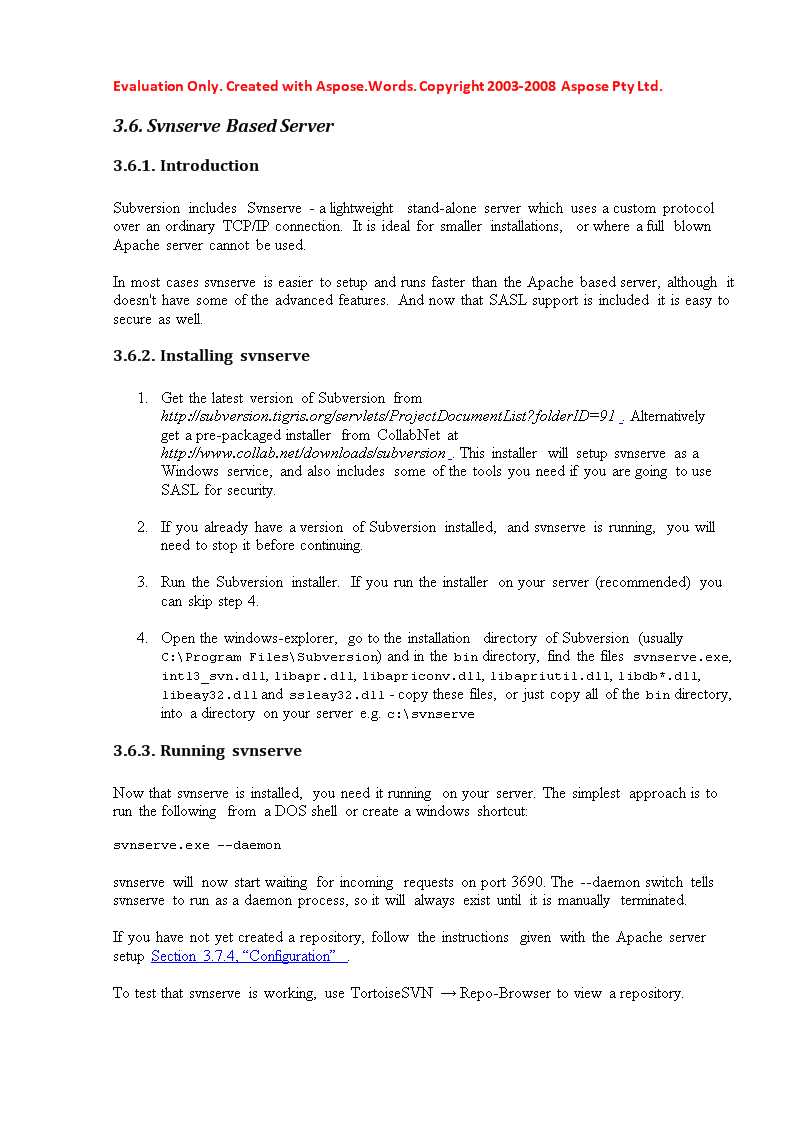 Evaluation Only. Created with Aspose.Words. Copyright 2003-2008 Aspose Pty Ltd.
3.6. Svnserve Based Server
3.6.1. Introduction
Subversion includes Svnserve - a lightweight stand-alone server which uses a custom protocol
over an ordinary TCP/IP connection. It is ideal for smaller installations, or where a full blown
Apache server cannot be used.
In most cases svnserve is easier to setup and runs faster than the Apache based server, although it
doesn't have some of the advanced features. And now that SASL support is included it is easy to
secure as well.
3.6.2. Installing svnserve
1. Get the latest version of Subversion from
http://subversion.tigris.org/servlets/ProjectDocumentList?folderID=91 . Alternatively
get a pre-packaged installer from CollabNet at
http://www.collab.net/downloads/subversion . This installer will setup svnserve as a
Windows service, and also includes some of the tools you need if you are going to use
SASL for security.
2. If you already have a version of Subversion installed, and svnserve is running, you will
need to stop it before continuing.
3. Run the Subversion installer. If you run the installer on your server (recommended) you
can skip step 4.
4. Open the windows-explorer, go to the installation directory of Subversion (usually
C:\Program Files\Subversion) and in the bin directory, find the files svnserve.exe,
intl3_svn.dll, libapr.dll, libapriconv.dll, libapriutil.dll, libdb*.dll,
libeay32.dll and ssleay32.dll - copy these files, or just copy all of the bin directory,
into a directory on your server e.g. c:\svnserve
3.6.3. Running svnserve
Now that svnserve is installed, you need it running on your server. The simplest approach is to
run the following from a DOS shell or create a windows shortcut:
svnserve.exe --daemon
svnserve will now start waiting for incoming requests on port 3690. The --daemon switch tells
svnserve to run as a daemon process, so it will always exist until it is manually terminated.
If you have not yet created a repository, follow the instructions given with the Apache server
setup Section 3.7.4, “Configuration” .
To test that svnserve is working, use TortoiseSVN → Repo-Browser to view a repository.